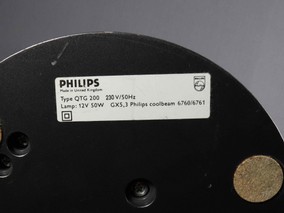 PHILIPS
Made in United Kingdom
Type QTG 200 230V/50Hz
Lamp: 12V 50W GX5,3 Philips coolbeam 6760/6761